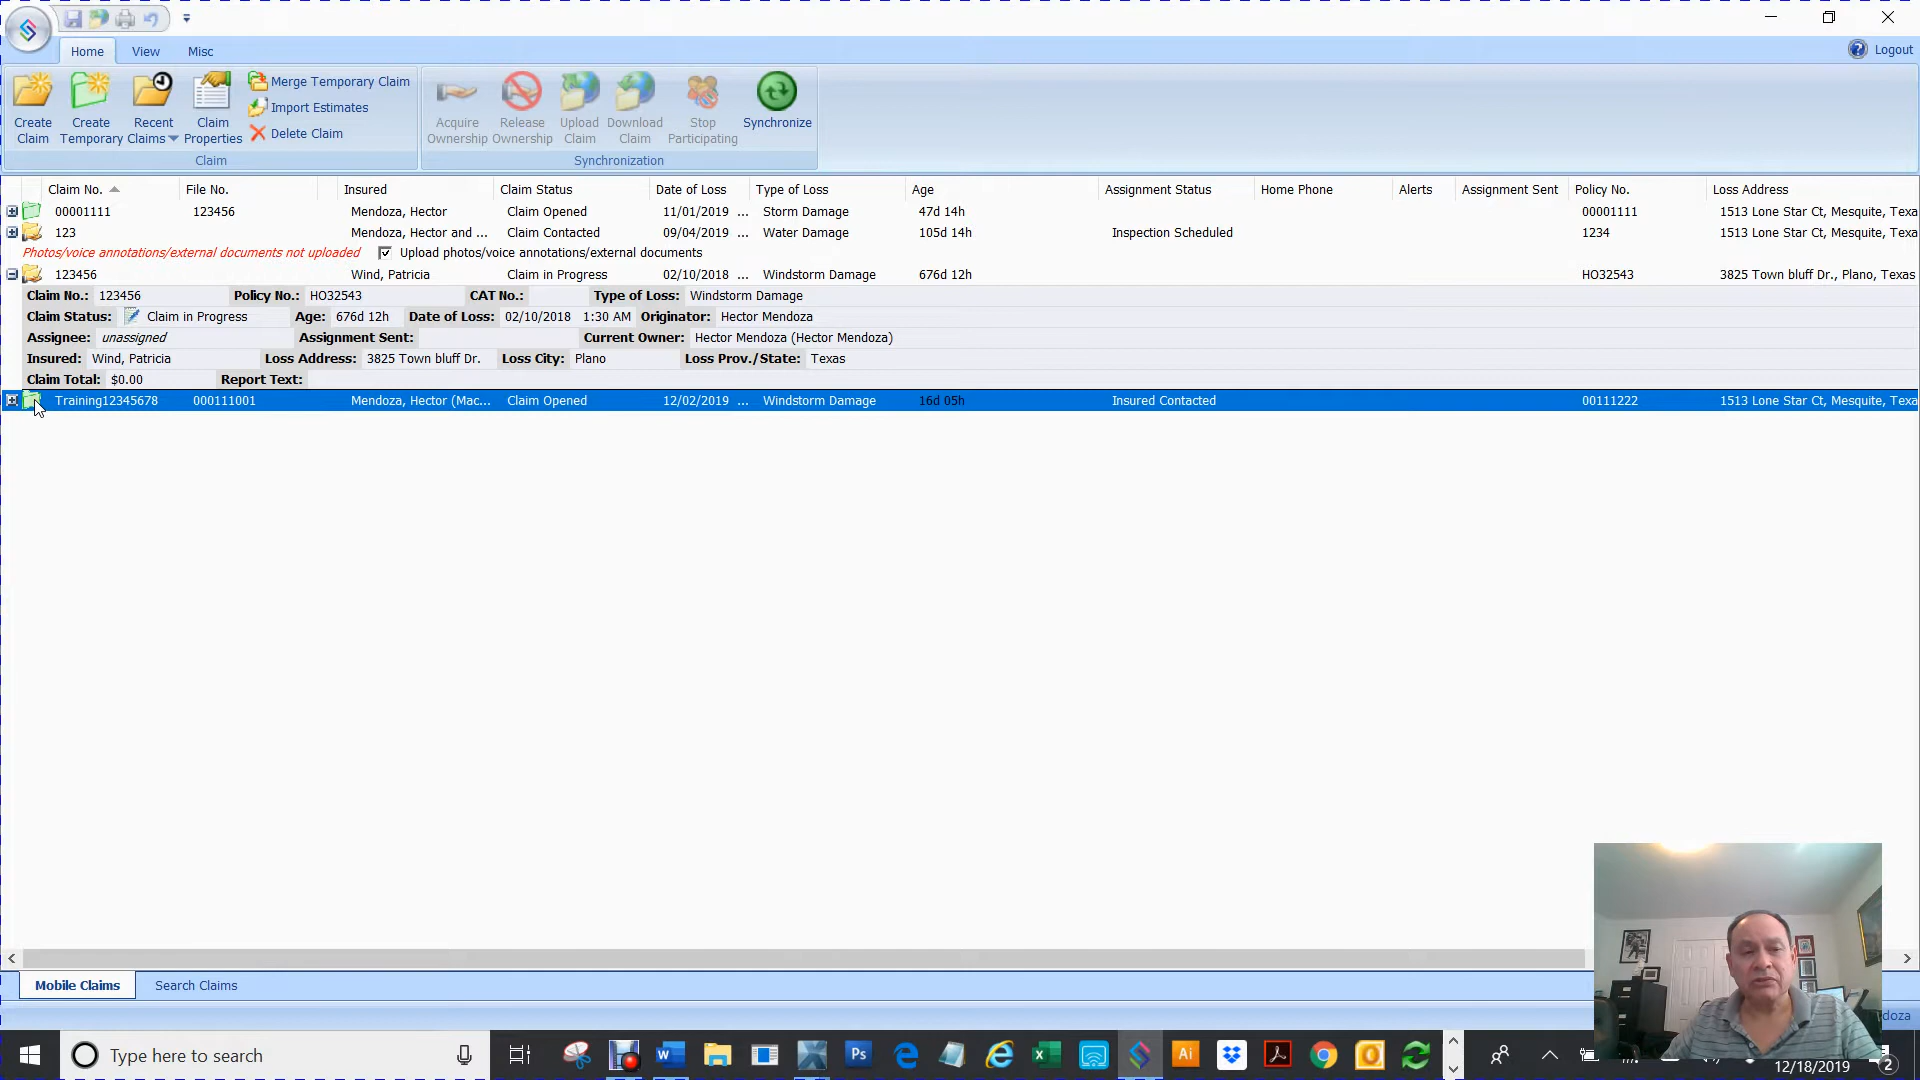 Home View Misc Logout
Create Claim
Create Temporary
Recent Claims
Claim Properties
Merge Temporary Claim
Import Estimates
Delete Claim
Claim
Acquire Ownership
Release Ownership
Upload Claim
Download Claim
Stop Participating
Synchronize
Synchronization
Claim No. File No. Insured Claim Status Date of Loss Type of Loss Age Assignment Status Home Phone Alerts Assignment Sent Policy No. Loss Address
00001111 123456 Mendoza, Hector Claim Opened 11/01/2019 ... Storm Damage 47d 14h 00001111 1513 Lone Star Ct, Mesquite, Texa
123 Mendoza, Hector and ... Claim Contacted 09/04/2019 ... Water Damage 105d 14h Inspection Scheduled 1234 1513 Lone Star Ct, Mesquite, Texa
Photos/voice annotations/external documents not uploaded Upload photos/voice annotations/external documents
123456 Wind, Patricia Claim in Progress 02/10/2018 ... Windstorm Damage 676d 12h HO32543 3825 Town bluff Dr., Plano, Texas
Claim No.: 123456 Policy No.: HO32543 CAT No.: Type of Loss: Windstorm Damage
Claim Status: Claim in Progress Age: 676d 12h Date of Loss: 02/10/2018 1:30 AM Originator: Hector Mendoza
Assignee: unassigned Assignment Sent: Current Owner: Hector Mendoza (Hector Mendoza)
Insured: Wind, Patricia Loss Address: 3825 Town bluff Dr. Loss City: Plano Loss Prov./State: Texas
Claim Total: $0.00 Report Text:
Training12345678 000111001 Mendoza, Hector (Mac... Claim Opened 12/02/2019 ... Windstorm Damage 16d 05h Insured Contacted 00111222 1513 Lone Star Ct, Mesquite, Texa
Mobile Claims Search Claims
doza
Type here to search
Ps
Ai
12/18/2019
2